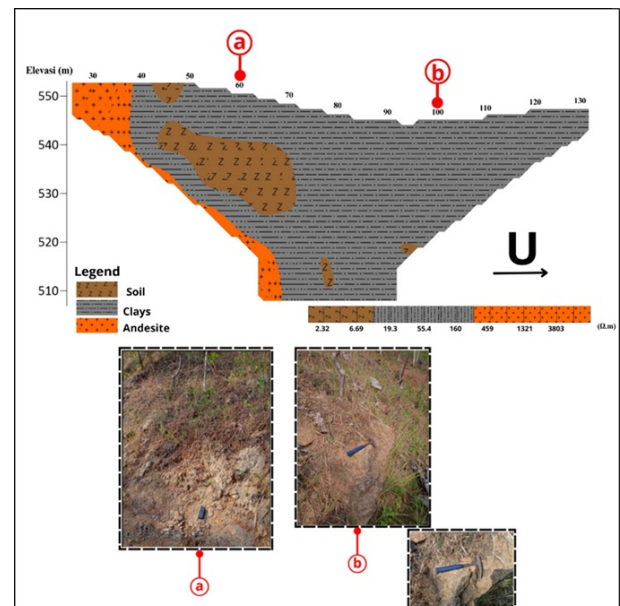 ⓐ
ⓑ
Elevasi (m)
30 40 50 60 70 80 90 100 110 120 130
550
540
530
520
510
U
Legend
Soil
Clays
Andesite
2.32 6.69 19.3 55.4 160 459 1321 3803 (Ω.m)
ⓐ
ⓑ